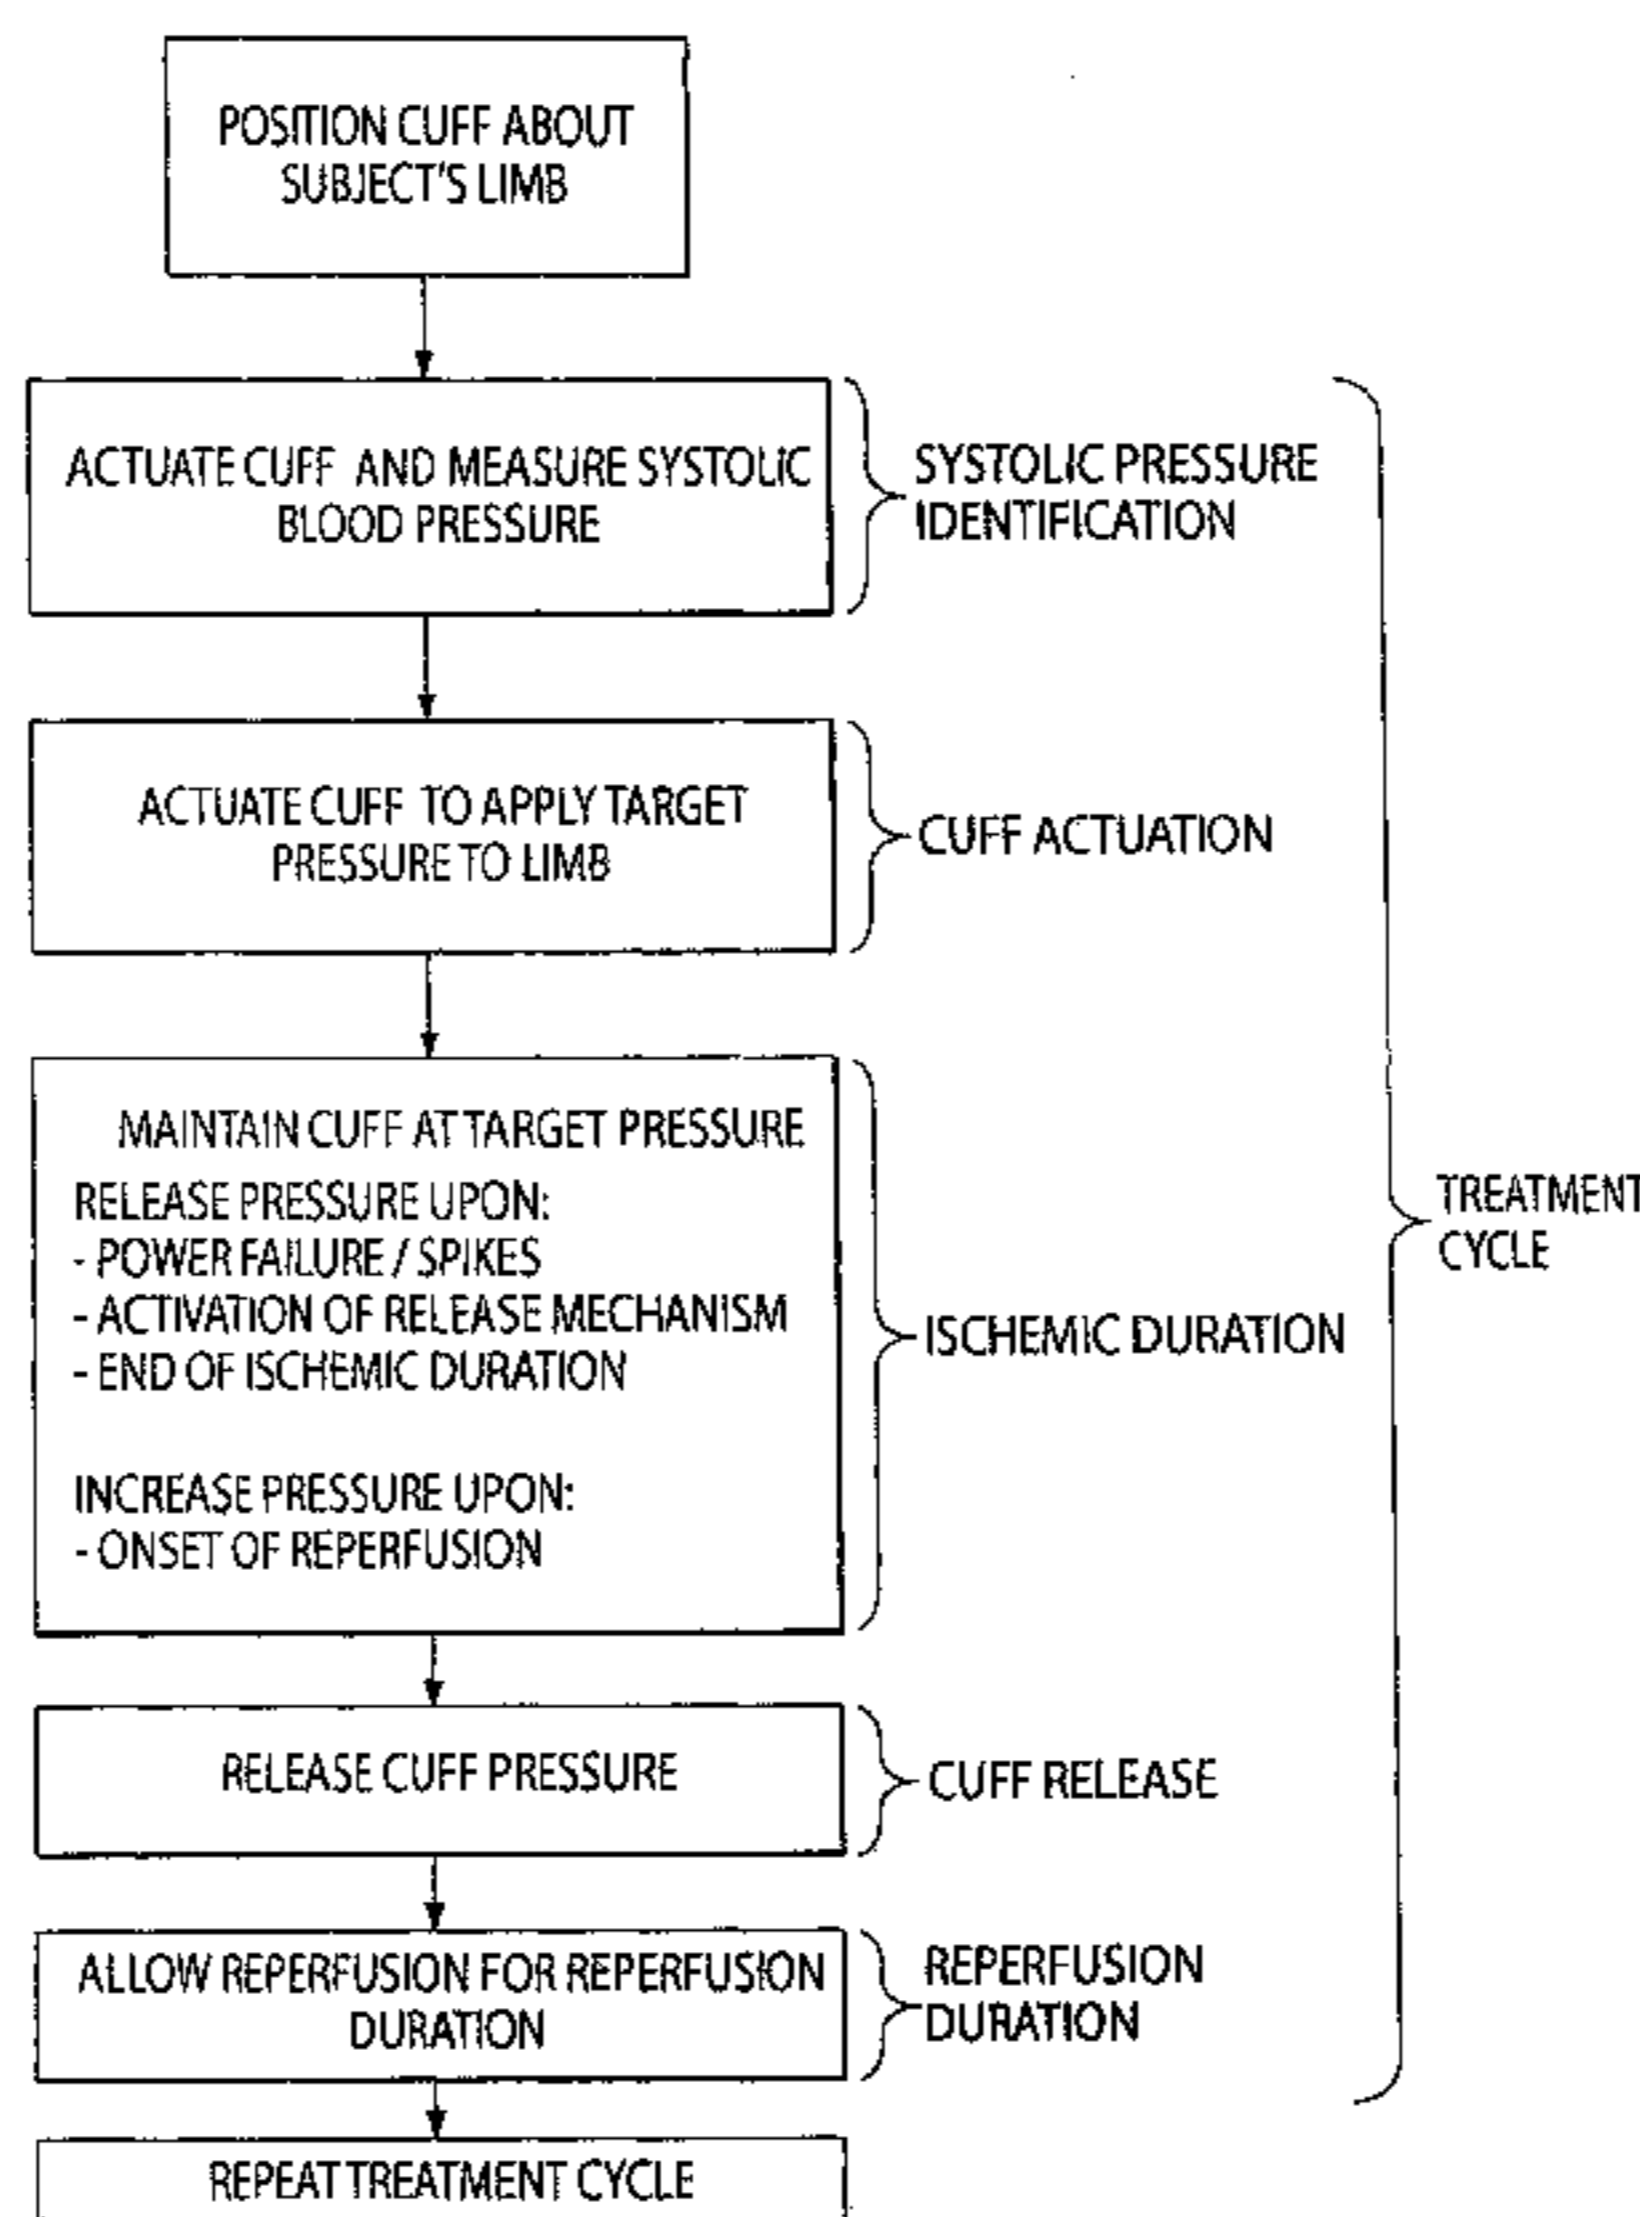 POSITION CUFF ABOUT
SUBJECT'S LIMB
ACTUATE CUFF AND MEASURE SYSTOLIC
BLOOD PRESSURE
SYSTOLIC PRESSURE
IDENTIFICATION
ACTUATE CUFF TO APPLY TARGET
PRESSURE TO LIMB
CUFF ACTUATION
MAINTAIN CUFF AT TARGET PRESSURE
RELEASE PRESSURE UPON:
- POWER FAILURE / SPIKES
- ACTIVATION OF RELEASE MECHANISM
- END OF ISCHEMIC DURATION
INCREASE PRESSURE UPON:
- ONSET OF REPERFUSION
ISCHEMIC DURATION
TREATMENT
CYCLE
RELEASE CUFF PRESSURE
CUFF RELEASE
ALLOW REPERFUSION FOR REPERFUSION
DURATION
REPERFUSION
DURATION
REPEAT TREATMENT CYCLE